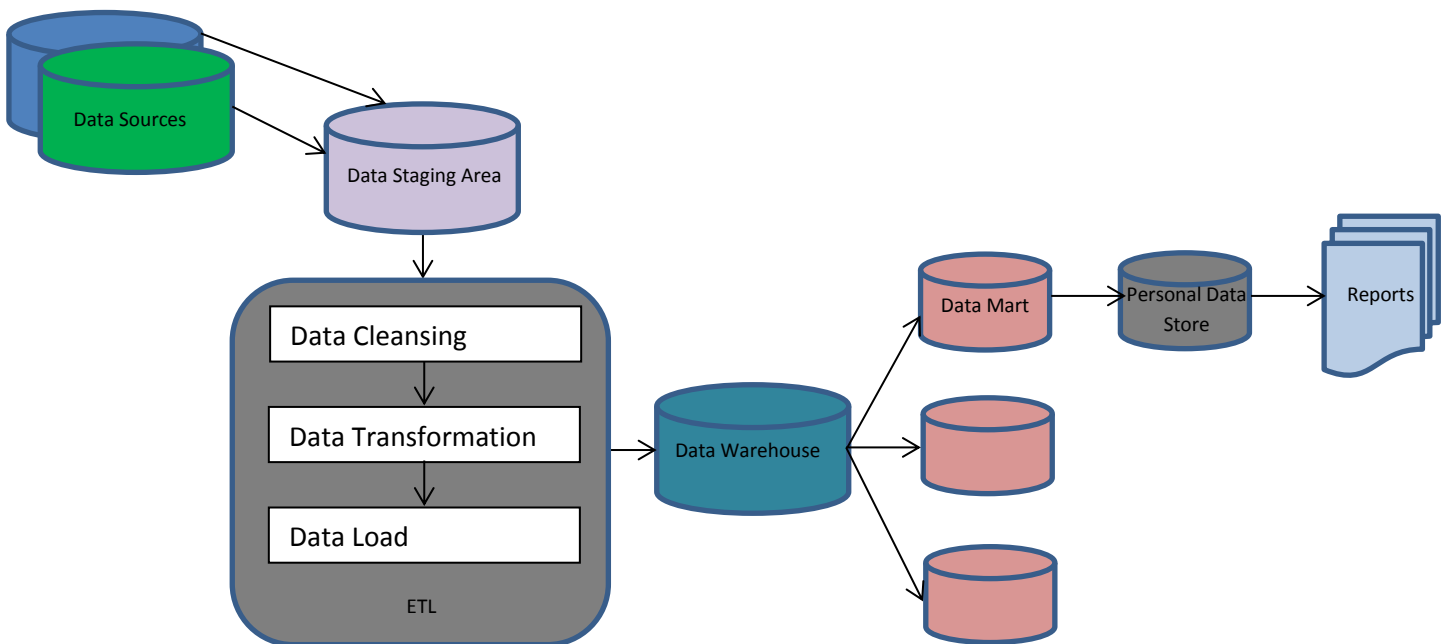 Data Sources
Data Staging Area
Data Cleansing
Data Transformation
Data Load
ETL
Data Warehouse
Data Mart
Personal Data
Store
Reports